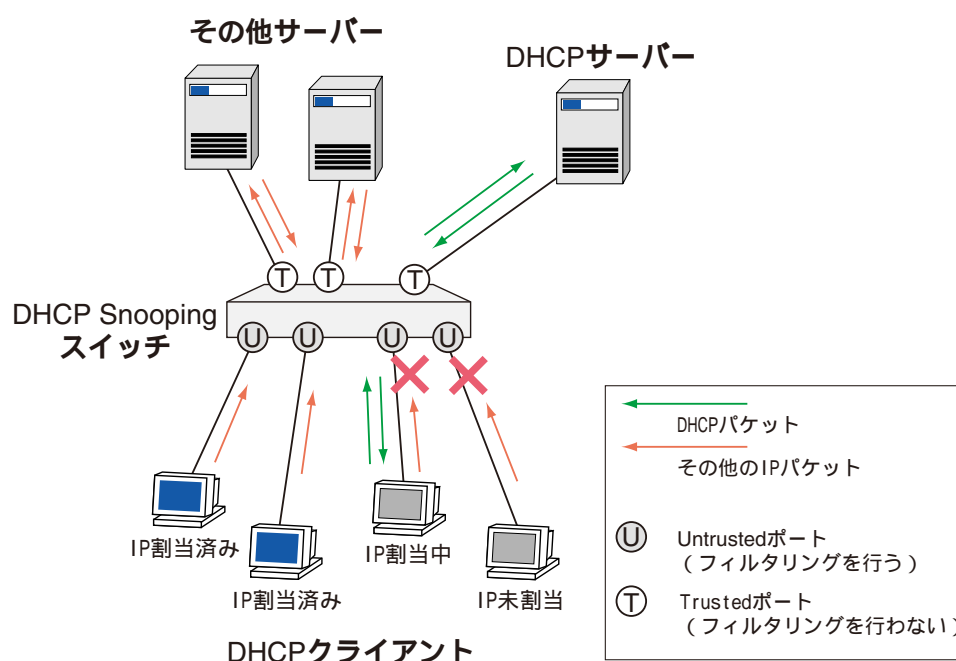 その他サーバー
DHCPサーバー
T
T
T
DHCP Snooping
スイッチ
U
U
U
U
IP割当済み
IP割当済み
IP割当中
IP未割当
DHCPクライアント
DHCPパケット
その他のIPパケット
U Untrustedポート
（フィルタリングを行う）
T Trustedポート
（フィルタリングを行わない）